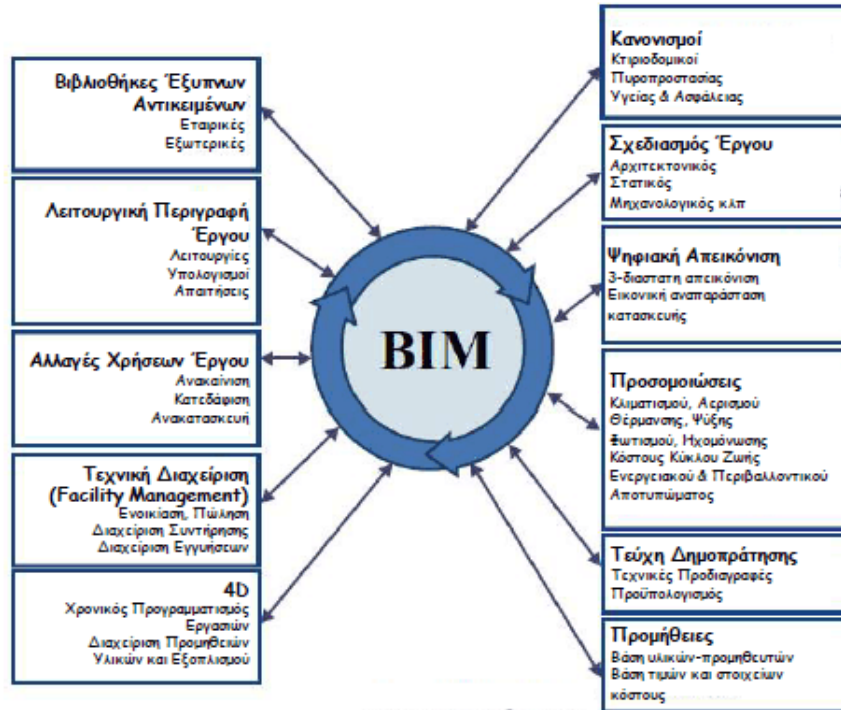 Βιβλιοθήκες Έξυπνων
Αντικειμένων
Εταιρικές
Εξωτερικές
Λειτουργική Περιγραφή
Έργου
Λειτουργίες
Υπολογισμοί
Απαιτήσεις
Αλλαγές Χρήσεων Έργου
Ανακαίνιση
Κατεδάφιση
Ανακατασκευή
Τεχνική Διαχείριση
(Facility Management)
Ενοικίαση, Πώληση
Διαχείριση Συντήρησης
Διαχείριση Εγγυήσεων
4D
Χρονικός Προγραμματισμός
Εργασιών
Διαχείριση Προμηθειών
Υλικών και Εξοπλισμού
BIM
Κανονισμοί
Κτιριοδομικοί
Πυροπροστασίας
Υγείας & Ασφάλειας
Σχεδιασμός Έργου
Αρχιτεκτονικός
Στατικός
Μηχανολογικός κλπ
Ψηφιακή Απεικόνιση
3-διαστατη απεικόνιση
Εικονική αναπαράσταση
κατασκευής
Προσομοιώσεις
Κλιματισμού, Αερισμού
Θέρμανσης, Ψύξης
Φωτισμού, Ηχομόνωσης
Κόστους Κύκλου Ζωής
Ενεργειακού & Περιβαλλοντικού
Αποτυπώματος
Τεύχη Δημοπράτησης
Τεχνικές Προδιαγραφές
Προϋπολογισμός
Προμήθειες
Βάση υλικών-προμηθευτών
Βάση τιμών και στοιχείων
κόστους